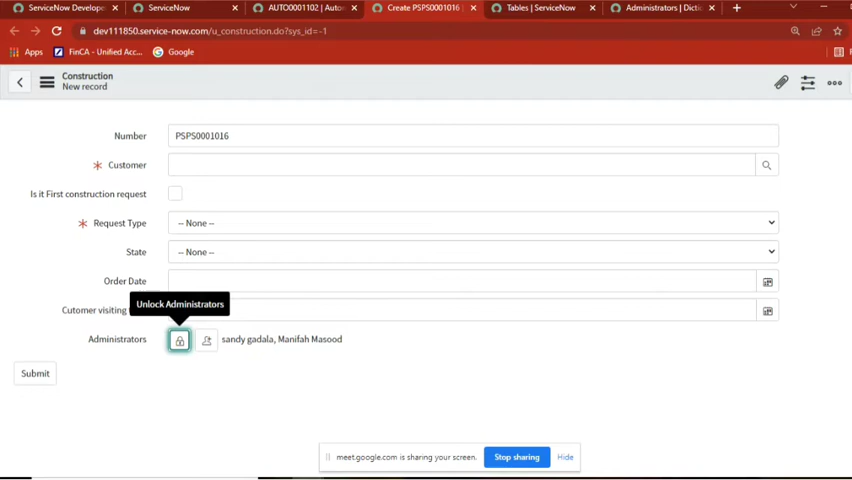 ServiceNow Develope
ServiceNow
AUTO0001102 | Auton
Create PSPS0001016 |
Tables | ServiceNow
Administrators | Dictio
dev111850.service-now.com/u_construction.do?sys_id=-1
Apps
FinCA - Unified Acc...
Google
Construction
New record
Number
PSPS0001016
* Customer
Is it First construction request
* Request Type
-- None --
State
-- None --
Order Date
Unlock Administrators
Cutomer visiting
Administrators
sandy gadala, Manifah Masood
Submit
meet.google.com is sharing your screen.
Stop sharing
Hide